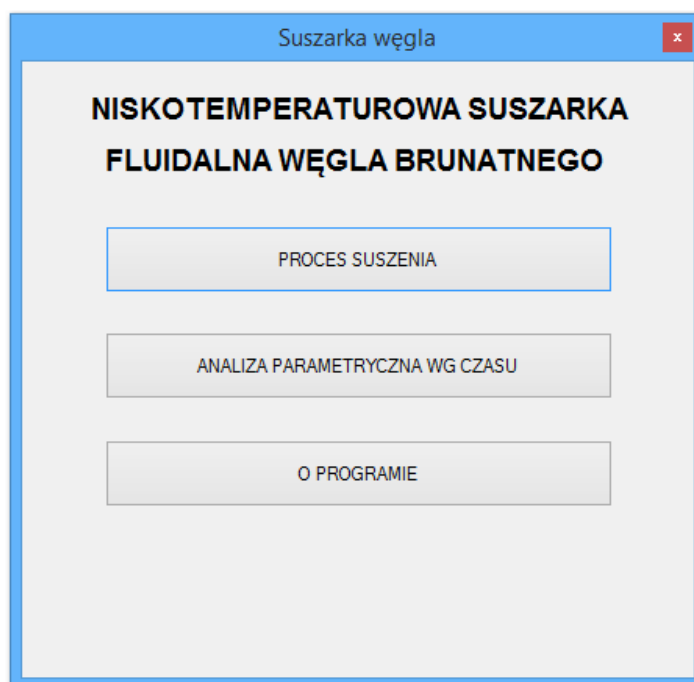 Suszarka węgla
x
NISKOTEMPERATUROWA SUSZARKA
FLUIDALNA WĘGLA BRUNATNEGO
PROCES SUSZENIA
ANALIZA PARAMETRYCZNA WG CZASU
O PROGRAMIE